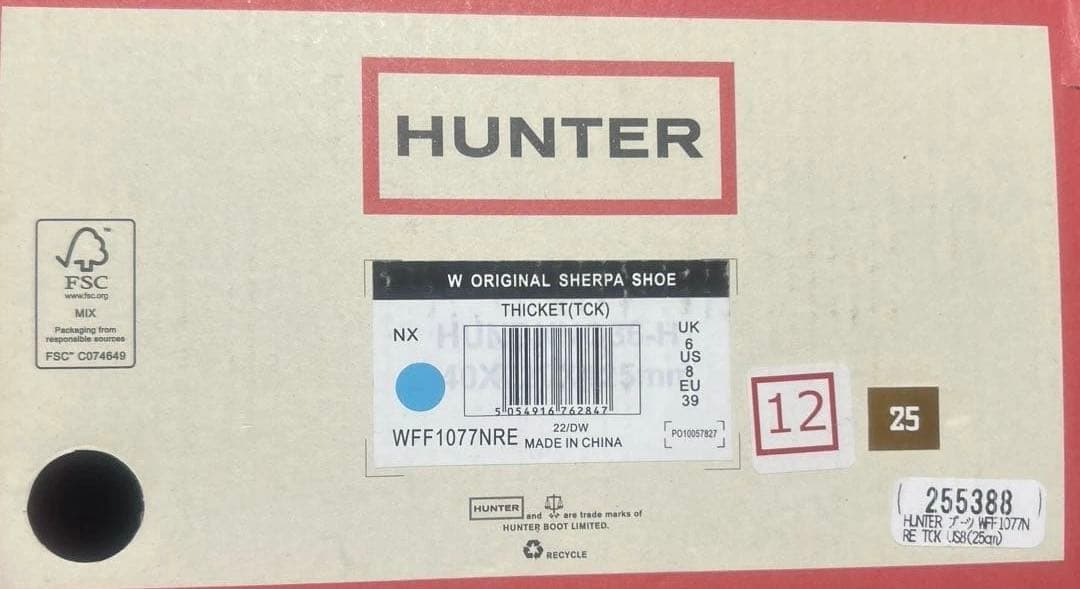 HUNTER
FSC
www.fsc.org
MIX
Packaging from
responsible sources
FSC™ C074649
W ORIGINAL SHERPA SHOE
THICKET(TCK)
NX
UK
6
US
8
EU
39
5 054916 762847
22/DW
WFF1077NRE
MADE IN CHINA
PO10057827
12
25
HUNTER and are trade marks of
HUNTER BOOT LIMITED.
RECYCLE
255388
HUNTER ブーツ WFF1077N
RE TCK US8(25cm)